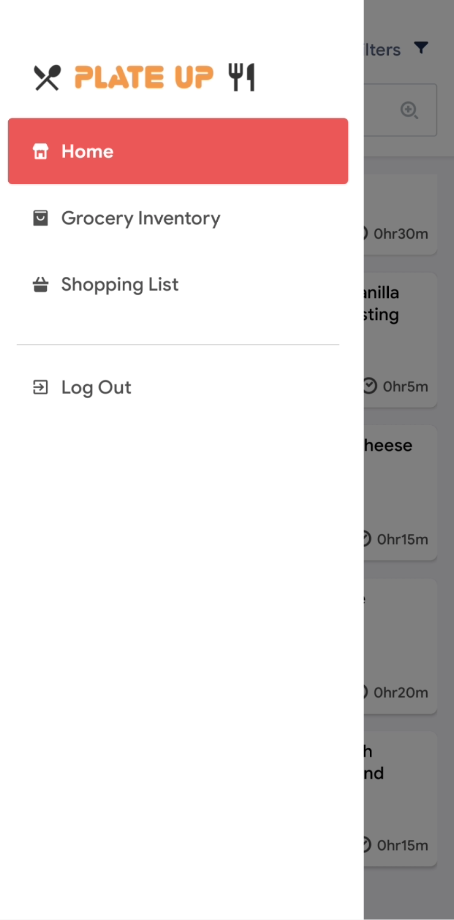 PLATE UP
Home
Grocery Inventory
Shopping List
Log Out
lters
0hr30m
anilla
sting
0hr5m
heese
0hr15m
0hr20m
h
nd
0hr15m